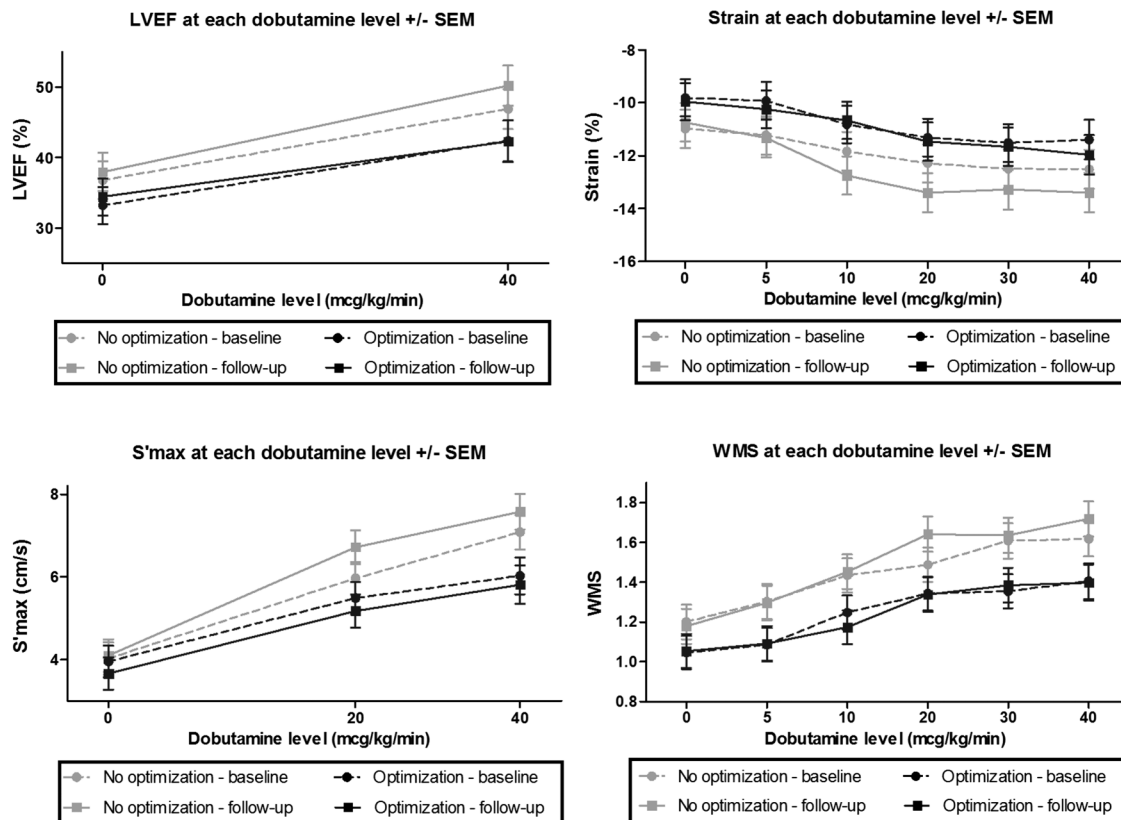 LVEF at each dobutamine level +/- SEM
LVEF (%)
50
40
30
0
40
Dobutamine level (mcg/kg/min)
No optimization - baseline
Optimization - baseline
No optimization - follow-up
Optimization - follow-up
Strain at each dobutamine level +/- SEM
Strain (%)
-8
-10
-12
-14
-16
0
5
10
20
30
40
Dobutamine level (mcg/kg/min)
No optimization - baseline
Optimization - baseline
No optimization - follow-up
Optimization - follow-up
S'max at each dobutamine level +/- SEM
S'max (cm/s)
8
6
4
0
20
40
Dobutamine level (mcg/kg/min)
No optimization - baseline
Optimization - baseline
No optimization - follow-up
Optimization - follow-up
WMS at each dobutamine level +/- SEM
WMS
1.8
1.6
1.4
1.2
1.0
0.8
0
5
10
20
30
40
Dobutamine level (mcg/kg/min)
No optimization - baseline
Optimization - baseline
No optimization - follow-up
Optimization - follow-up